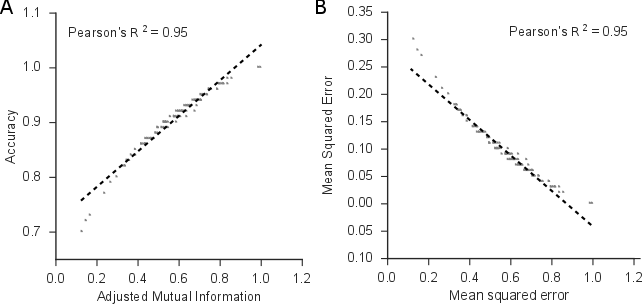 A
B
Pearson's R 2 = 0.95
Accuracy
1.1
1.0
0.9
0.8
0.7
0.0 0.2 0.4 0.6 0.8 1.0 1.2
Adjusted Mutual Information
Pearson's R 2 = 0.95
Mean Squared Error
0.35
0.30
0.25
0.20
0.15
0.10
0.05
0.00
0.05
0.10
0.0 0.2 0.4 0.6 0.8 1.0 1.2
Mean squared error